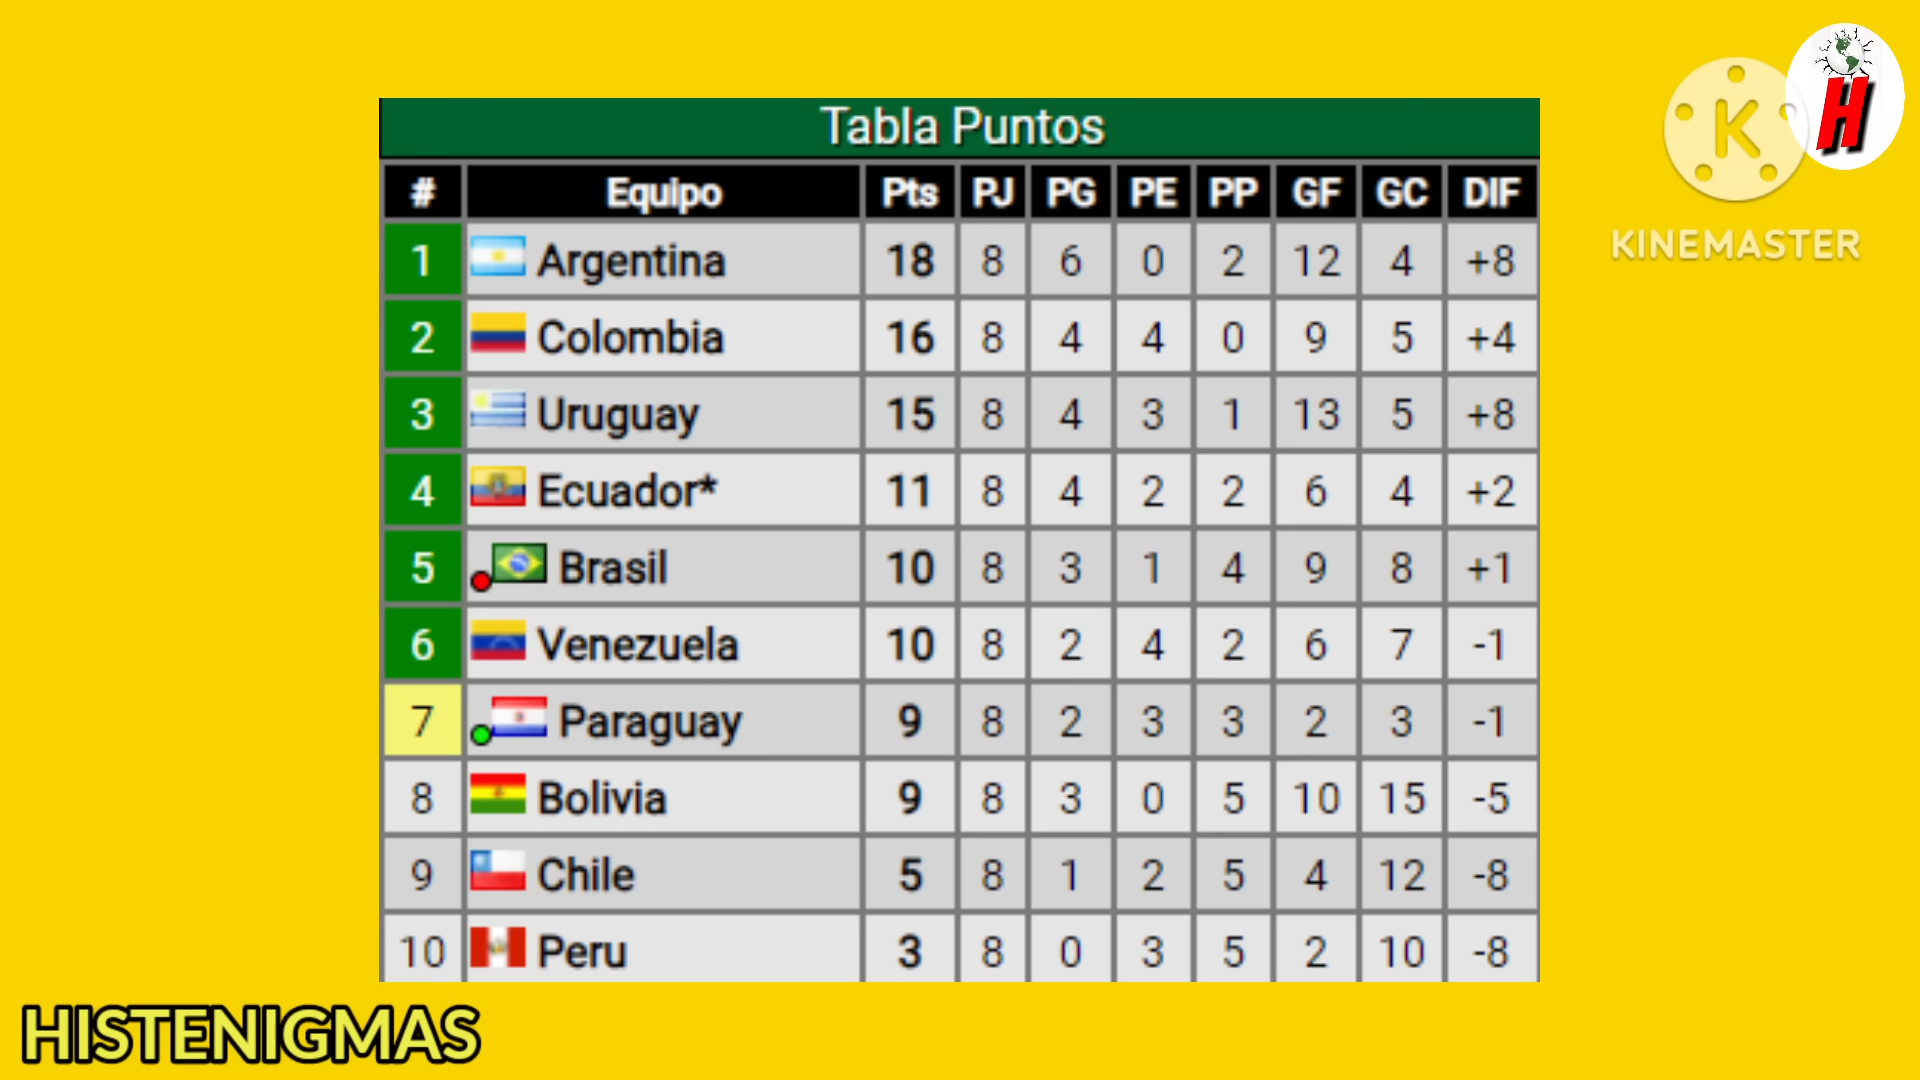 Tabla Puntos
# Equipo Pts PJ PG PE PP GF GC DIF
1 Argentina 18 8 6 0 2 12 4 +8
2 Colombia 16 8 4 4 0 9 5 +4
3 Uruguay 15 8 4 3 1 13 5 +8
4 Ecuador* 11 8 4 2 2 6 4 +2
5 Brasil 10 8 3 1 4 9 8 +1
6 Venezuela 10 8 2 4 2 6 7 -1
7 Paraguay 9 8 2 3 3 2 3 -1
8 Bolivia 9 8 3 0 5 10 15 -5
9 Chile 5 8 1 2 5 4 12 -8
10 Peru 3 8 0 3 5 2 10 -8
K
H
KINEMASTER
HISTENIGMAS